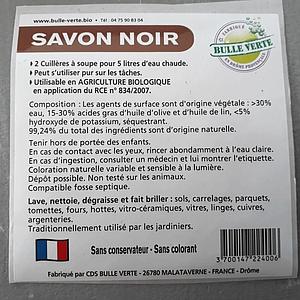 www.bulle-verte.bio • Tél : 04 75 90 83 04
SAVON NOIR
FABRIQUÉ
BULLE VERTE
EN DRÔME PROVENÇALE
• 2 Cuillères à soupe pour 5 litres d'eau chaude.
• Peut s'utiliser pur sur les tâches.
• Utilisable en AGRICULTURE BIOLOGIQUE
en application du RCE n° 834/2007.
Composition : Les agents de surface sont d'origine végétale : >30%
eau, 15-30% acides gras d'huile d'olive et d'huile de lin, <5%
hydroxyde de potassium, séquestrant.
99,24% du total des ingrédients sont d'origine naturelle.
Tenir hors de portée des enfants.
En cas de contact avec les yeux, rincer abondamment à l'eau claire.
En cas d'ingestion, consulter un médecin et lui montrer l'étiquette.
Coloration naturelle variable et sensible à la lumière.
Dépôt possible. Non testé sur les animaux.
Compatible fosse septique.
Lave, nettoie, dégraisse et fait briller : sols, carrelages, parquets,
tomettes, fours, hottes, vitro-céramiques, vitres, linges, cuivres,
argenteries.
Traditionnellement utilisé par les jardiniers.
Sans conservateur - Sans colorant
3 700147 224006
Fabriqué par CDS BULLE VERTE - 26780 MALATAVERNE - FRANCE - Drôme